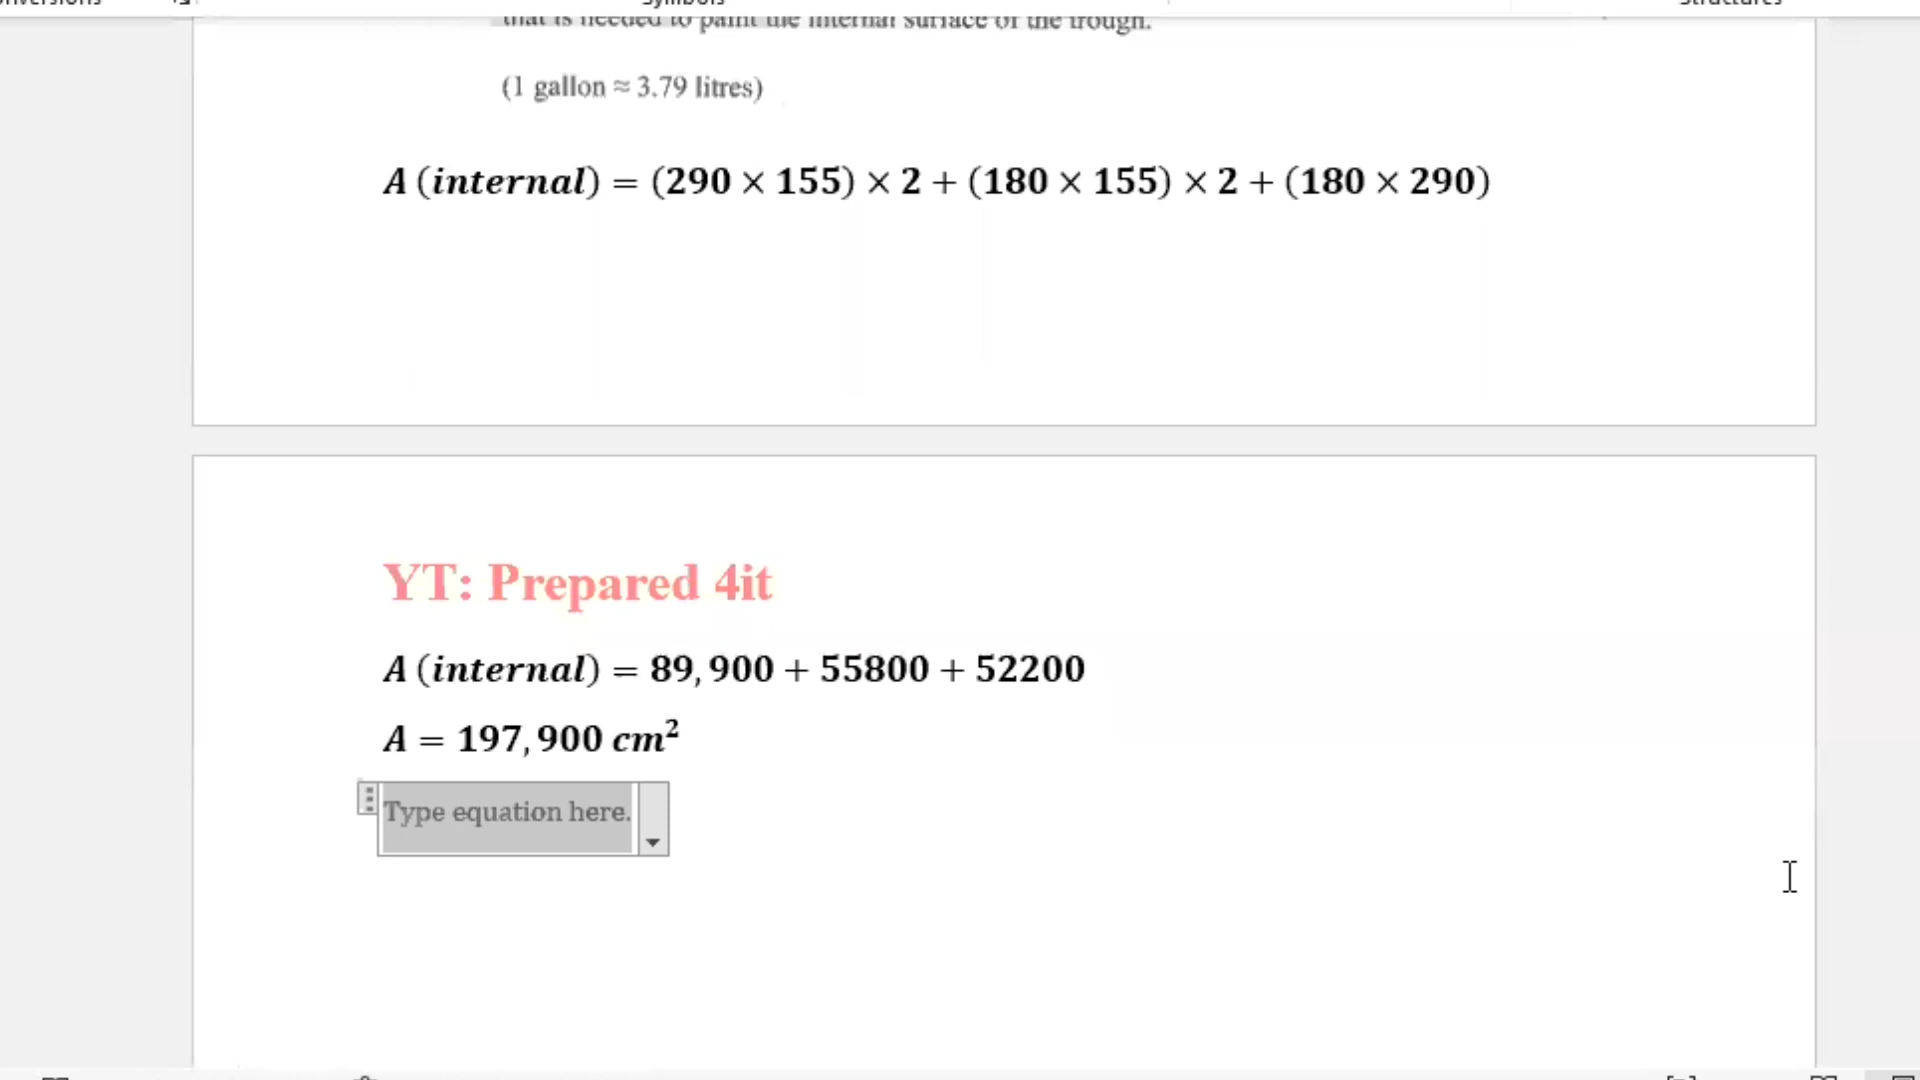 Symbols
Structures
that is needed to paint the internal surface of the trough.
(1 gallon ≈ 3.79 litres)
A (internal) = (290 × 155) × 2 + (180 × 155) × 2 + (180 × 290)
YT: Prepared 4it
A (internal) = 89,900 + 55800 + 52200
A = 197,900 cm²
Type equation here.